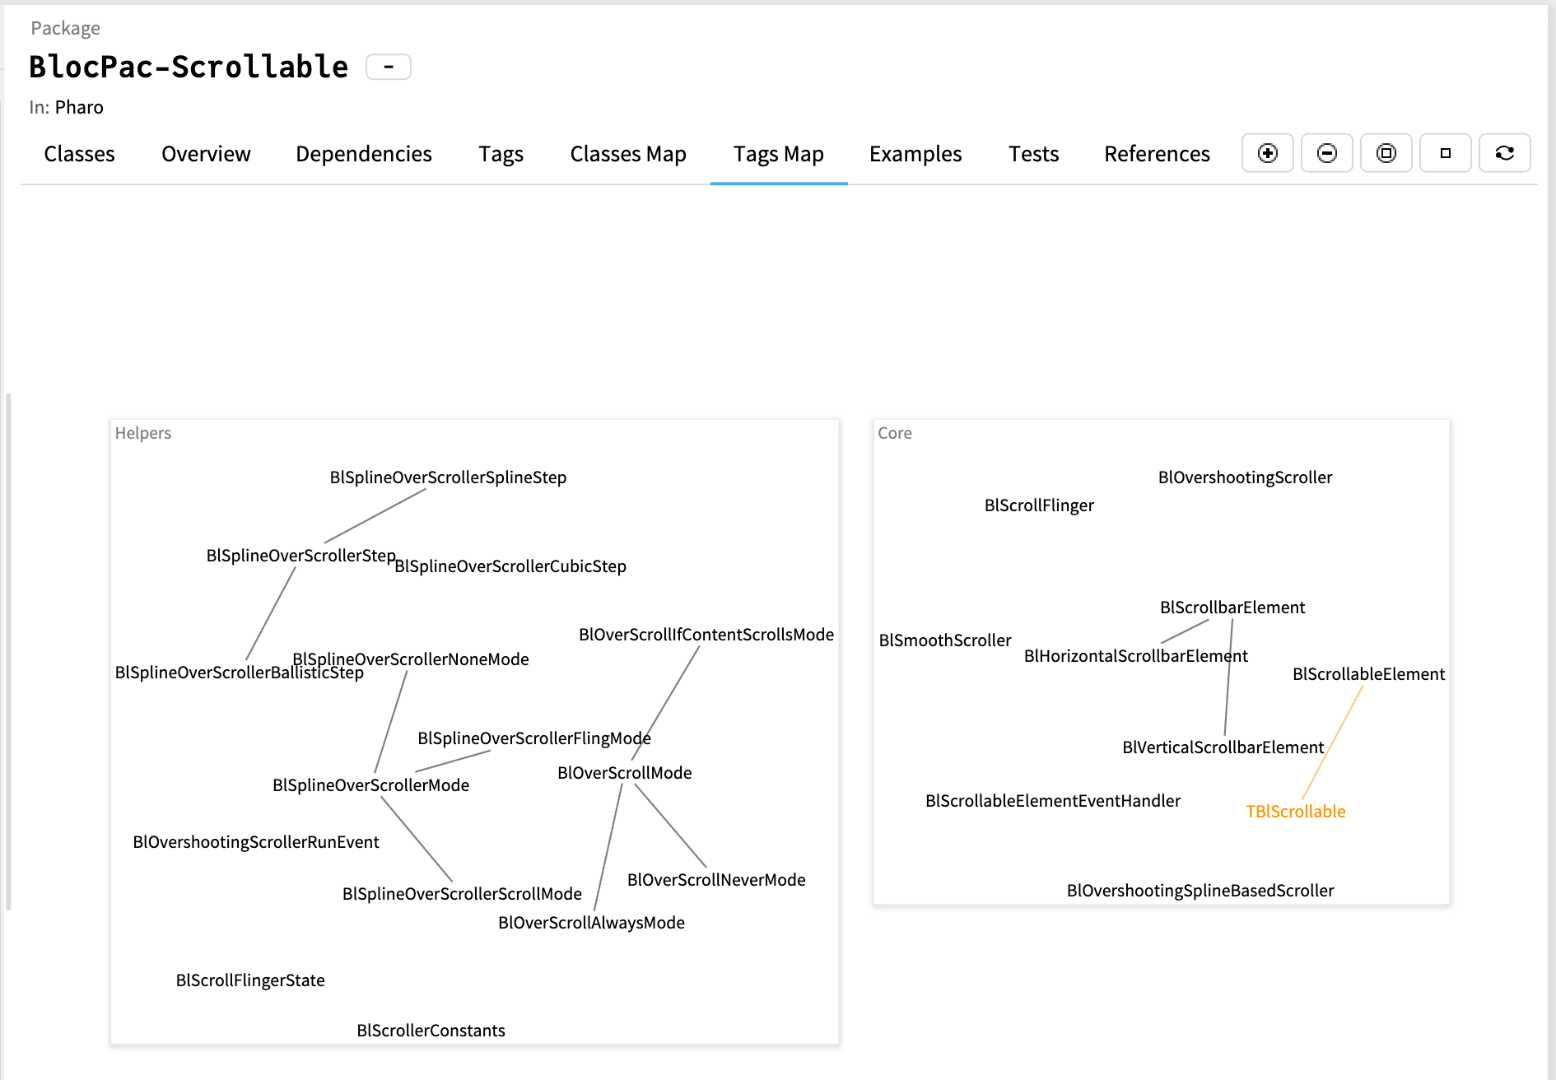 Package
BlocPac-Scrollable -
In: Pharo
Classes Overview Dependencies Tags Classes Map Tags Map Examples Tests References
Helpers
BlSplineOverScrollerSplineStep
BlSplineOverScrollerStep
BlSplineOverScrollerCubicStep
BlOverScrollIfContentScrollsMode
BlSplineOverScrollerNoneMode
BlSplineOverScrollerBallisticStep
BlSplineOverScrollerFlingMode
BlOverScrollMode
BlSplineOverScrollerMode
BlOvershootingScrollerRunEvent
BlOverScrollNeverMode
BlSplineOverScrollerScrollMode
BlOverScrollAlwaysMode
BlScrollFlingerState
BlScrollerConstants
Core
BlOvershootingScroller
BlScrollFlinger
BlScrollbarElement
BlSmoothScroller
BlHorizontalScrollbarElement
BlScrollableElement
BlVerticalScrollbarElement
BlScrollableElementEventHandler
TBlScrollable
BlOvershootingSplineBasedScroller